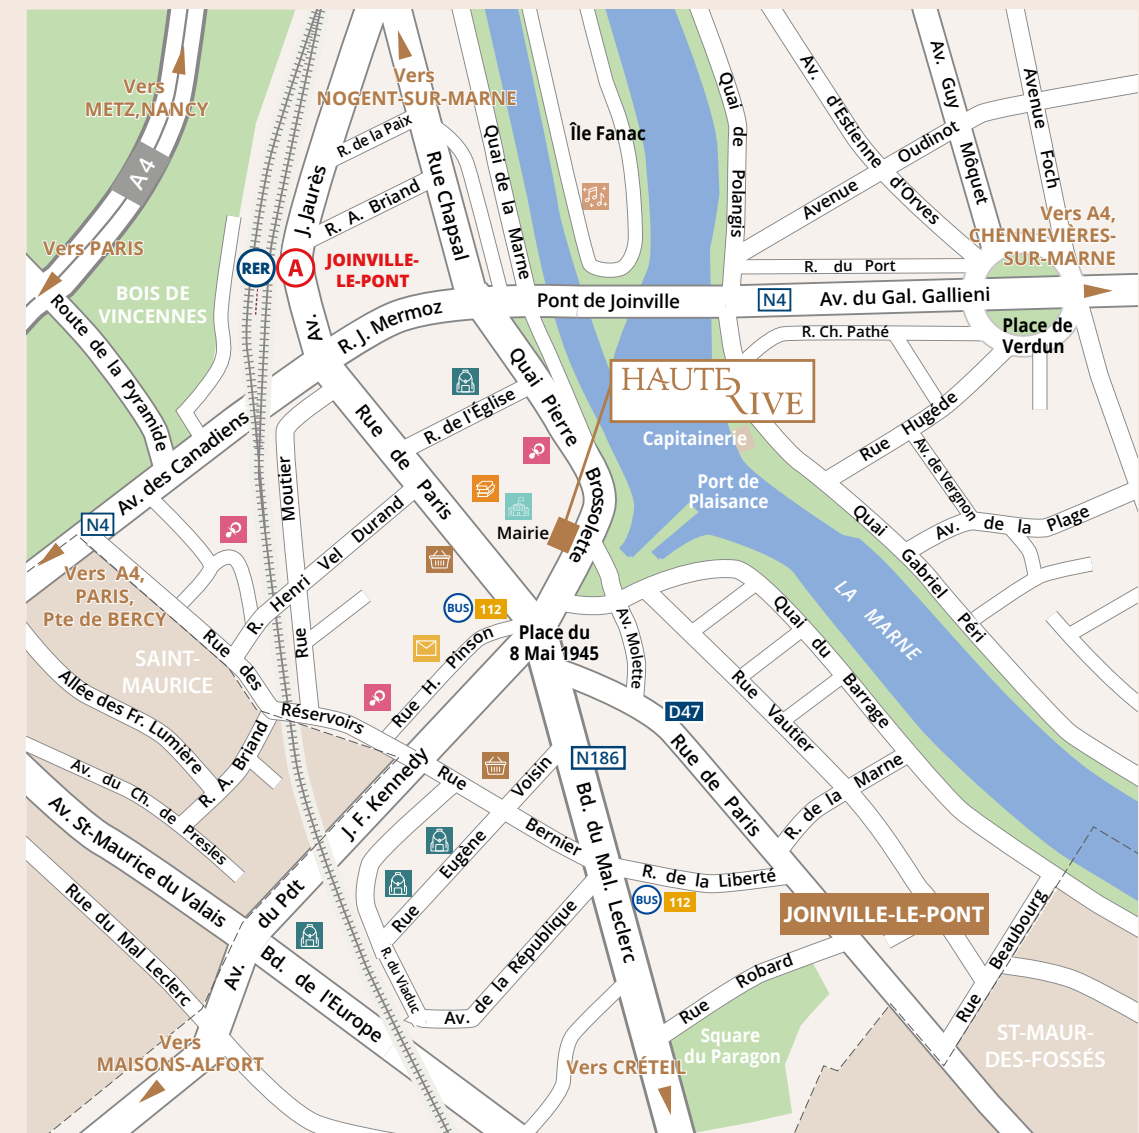 Vers
METZ,NANCY
A4
Vers PARIS
BOIS DE
VINCENNES
Route de la Pyramide
Vers
NOGENT-SUR-MARNE
R. de la Paix
J. Jaurès
R. A. Briand
Rue Chapsal
Quai de la Marne
Île Fanac
Quai de Polangis
Av. d'Estienne d'Orves
Av. Guy Môquet
Avenue Foch
Avenue Oudinot
Vers A4,
CHENNEVIÈRES-
SUR-MARNE
RER
A
JOINVILLE-
LE-PONT
Av.
R. J. Mermoz
Pont de Joinville
R. du Port
N4
Av. du Gal. Gallieni
R. Ch. Pathé
Place de
Verdun
HAUTE
RIVE
Capitainerie
Port de
Plaisance
Quai Pierre Brossolette
R. de l'Église
Rue de Paris
Mairie
Av. des Canadiens
N4
Vers A4,
PARIS,
Pte de BERCY
Moutier
Rue
R. Henri Vel Durand
BUS
112
Place du
8 Mai 1945
Rue Hugéde
Av. de Vergnon
Av. de la Plage
Quai Gabriel Péri
LA MARNE
Quai du Barrage
Av. Molette
Rue H. Pinson
SAINT-
MAURICE
Rue des Réservoirs
Allée des Fr. Lumière
R. A. Briand
Av. du Ch. de Presles
Av. St-Maurice du Valais
Rue du Mal Leclerc
Av. du Pdt J. F. Kennedy
Rue Bernier
Voisin
Rue Eugène
D47
N186
Rue de Paris
Rue Vautier
R. de la Marne
Bd. du Mal. Leclerc
R. de la Liberté
BUS
112
JOINVILLE-LE-PONT
Rue Beaubourg
ST-MAUR-
DES-FOSSÉS
Rue Robard
Square
du Paragon
Av. de la République
R. du Viaduc
Bd. de l'Europe
Vers
MAISONS-ALFORT
Vers CRÉTEIL